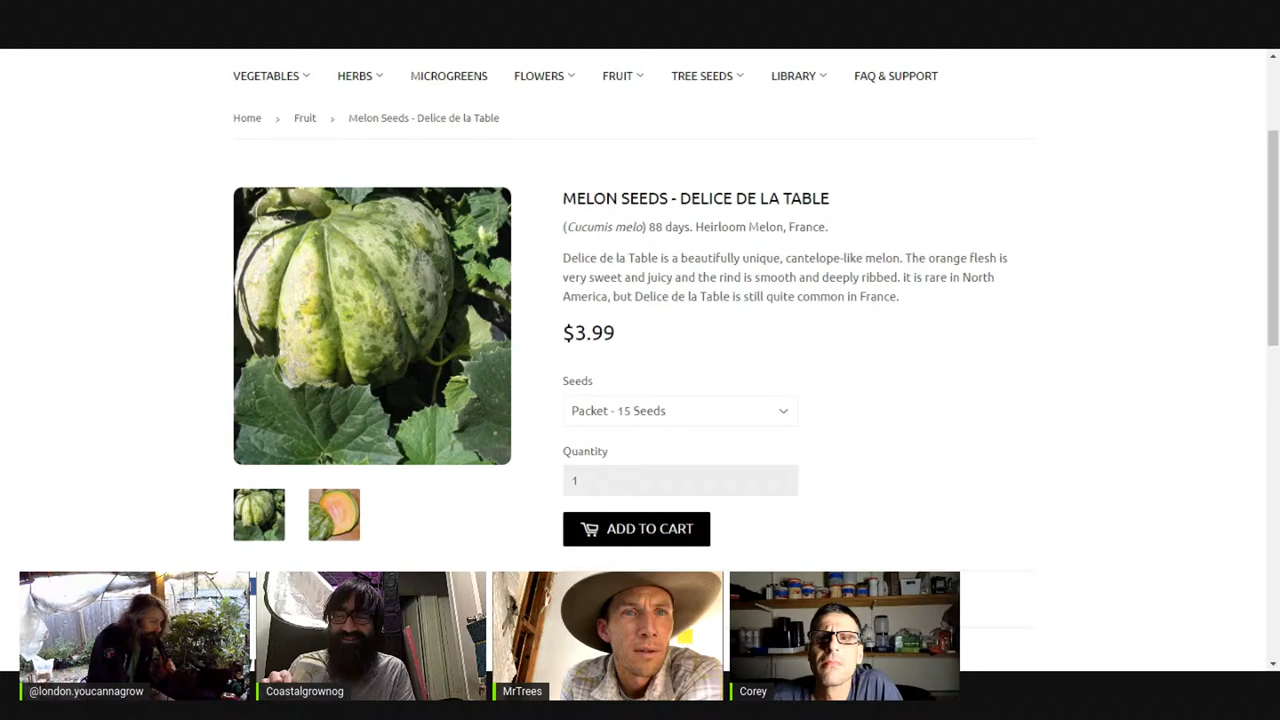 VEGETABLES HERBS MICROGREENS FLOWERS FRUIT TREE SEEDS LIBRARY FAQ & SUPPORT
Home › Fruit › Melon Seeds - Delice de la Table
MELON SEEDS - DELICE DE LA TABLE
(Cucumis melo) 88 days. Heirloom Melon, France.
Delice de la Table is a beautifully unique, cantelope-like melon. The orange flesh is
very sweet and juicy and the rind is smooth and deeply ribbed. it is rare in North
America, but Delice de la Table is still quite common in France.
$3.99
Seeds
Packet - 15 Seeds
Quantity
1
ADD TO CART
@london.youcannagrow
Coastalgrownog
MrTrees
Corey